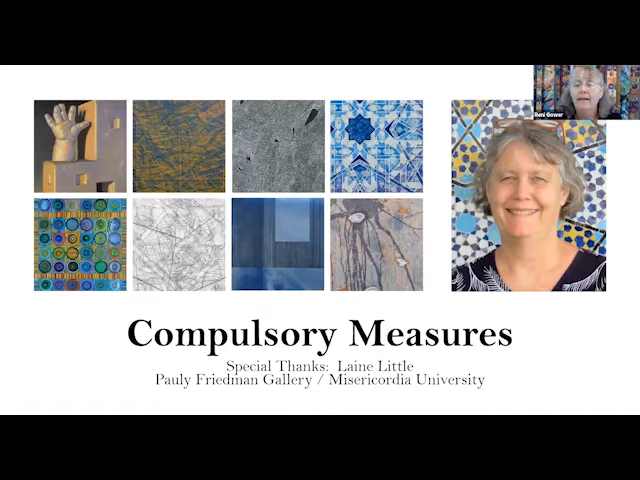 Reni Gower
Compulsory Measures
Special Thanks: Laine Little
Pauly Friedman Gallery / Misericordia University